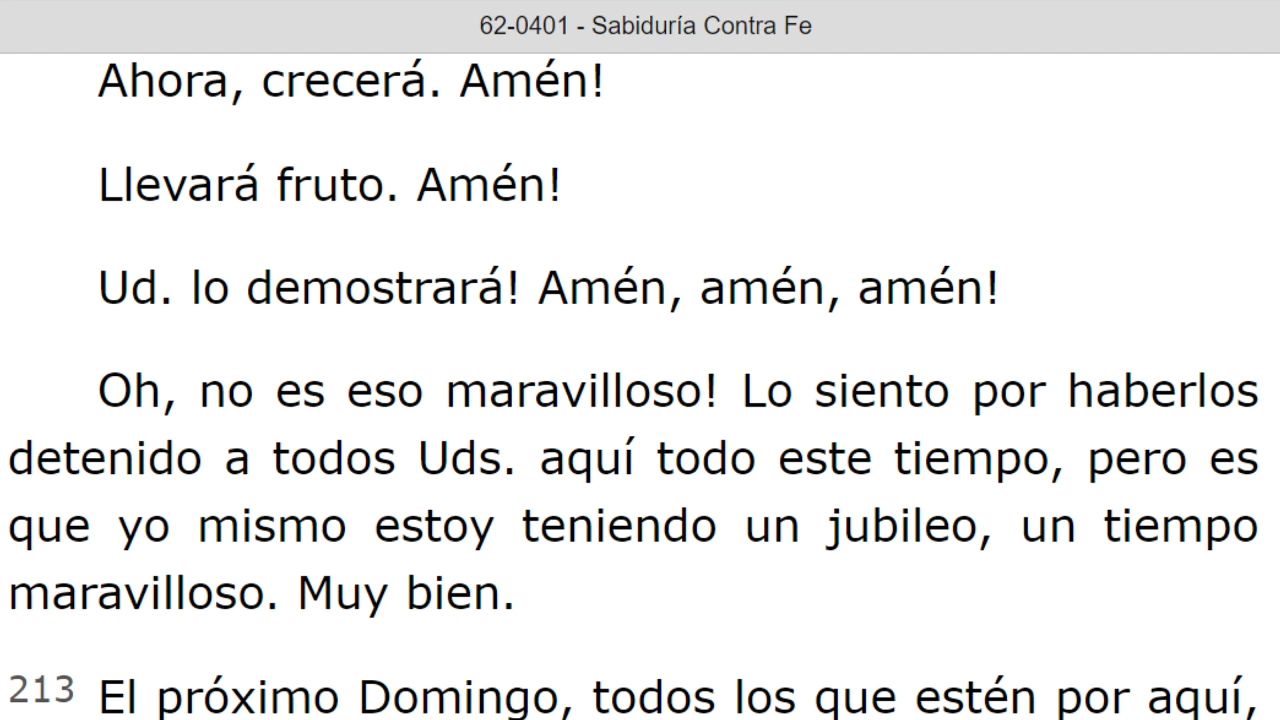 62-0401 - Sabiduría Contra Fe
Ahora, crecerá. Amén!
Llevará fruto. Amén!
Ud. lo demostrará! Amén, amén, amén!
Oh, no es eso maravilloso! Lo siento por haberlos
detenido a todos Uds. aquí todo este tiempo, pero es
que yo mismo estoy teniendo un jubileo, un tiempo
maravilloso. Muy bien.
213 El próximo Domingo, todos los que estén por aquí,